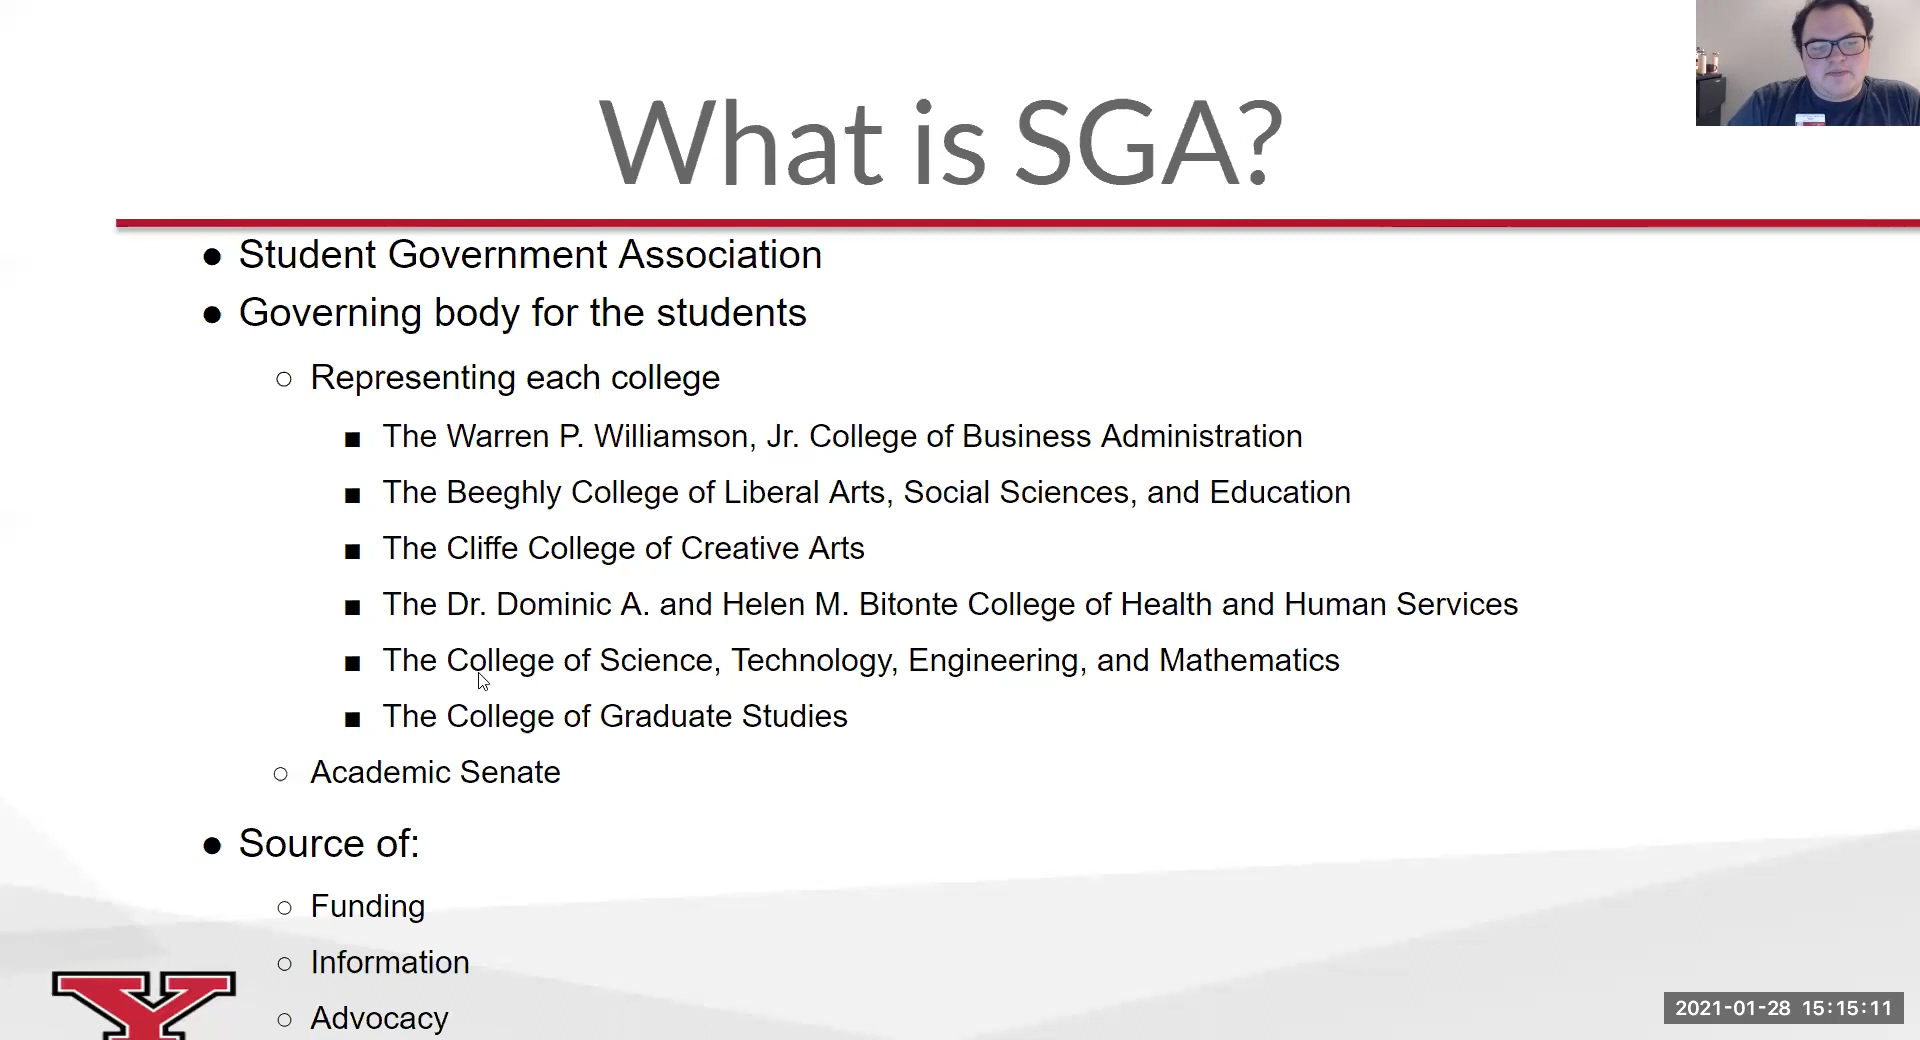 What is SGA?
● Student Government Association
● Governing body for the students
○ Representing each college
■ The Warren P. Williamson, Jr. College of Business Administration
■ The Beeghly College of Liberal Arts, Social Sciences, and Education
■ The Cliffe College of Creative Arts
■ The Dr. Dominic A. and Helen M. Bitonte College of Health and Human Services
■ The College of Science, Technology, Engineering, and Mathematics
■ The College of Graduate Studies
○ Academic Senate
● Source of:
○ Funding
○ Information
○ Advocacy
Y
2021-01-28 15:15:11